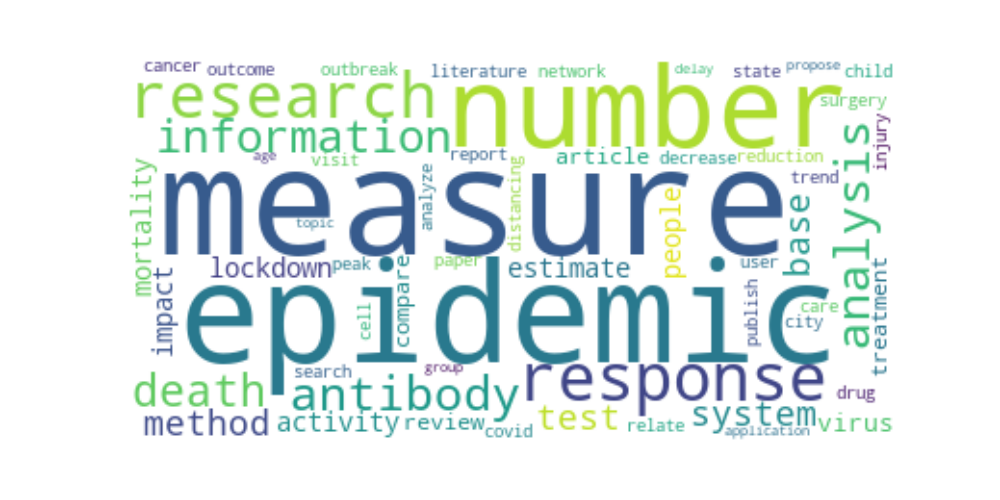 cancer outcome outbreak literature network delay state propose child
research number surgery
information injury
age visit report article decrease reduction
mortality measure analyze distancing people trend analysis
topic base
lockdown peak paper estimate user
impact epidemic cell compare publish care treatment
city
search group response
death antibody drug
method activity review covid test relate system application virus